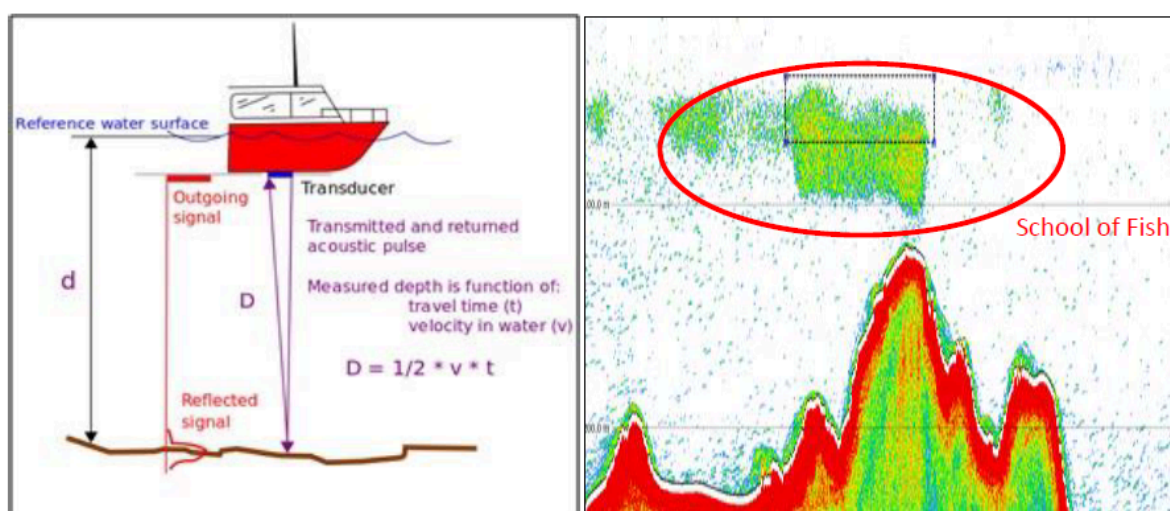 Reference water surface
Outgoing
signal
Transducer
Transmitted and returned
acoustic pulse
d
D
Measured depth is function of:
travel time (t)
velocity in water (v)
D = 1/2 * v * t
Reflected
signal
School of Fish